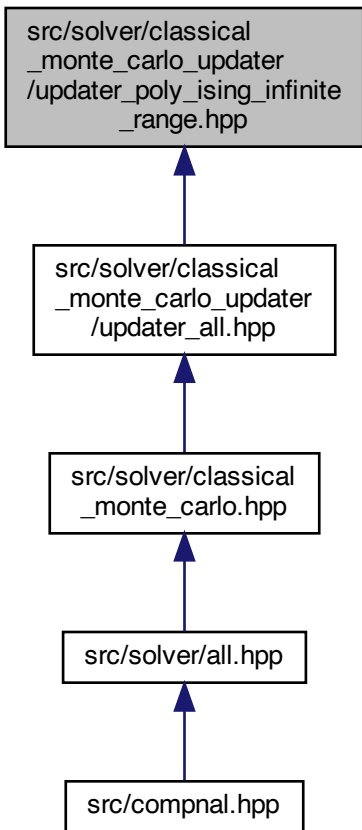 src/solver/classical
_monte_carlo_updater
/updater_poly_ising_infinite
_range.hpp
src/solver/classical
_monte_carlo_updater
/updater_all.hpp
src/solver/classical
_monte_carlo.hpp
src/solver/all.hpp
src/compnal.hpp